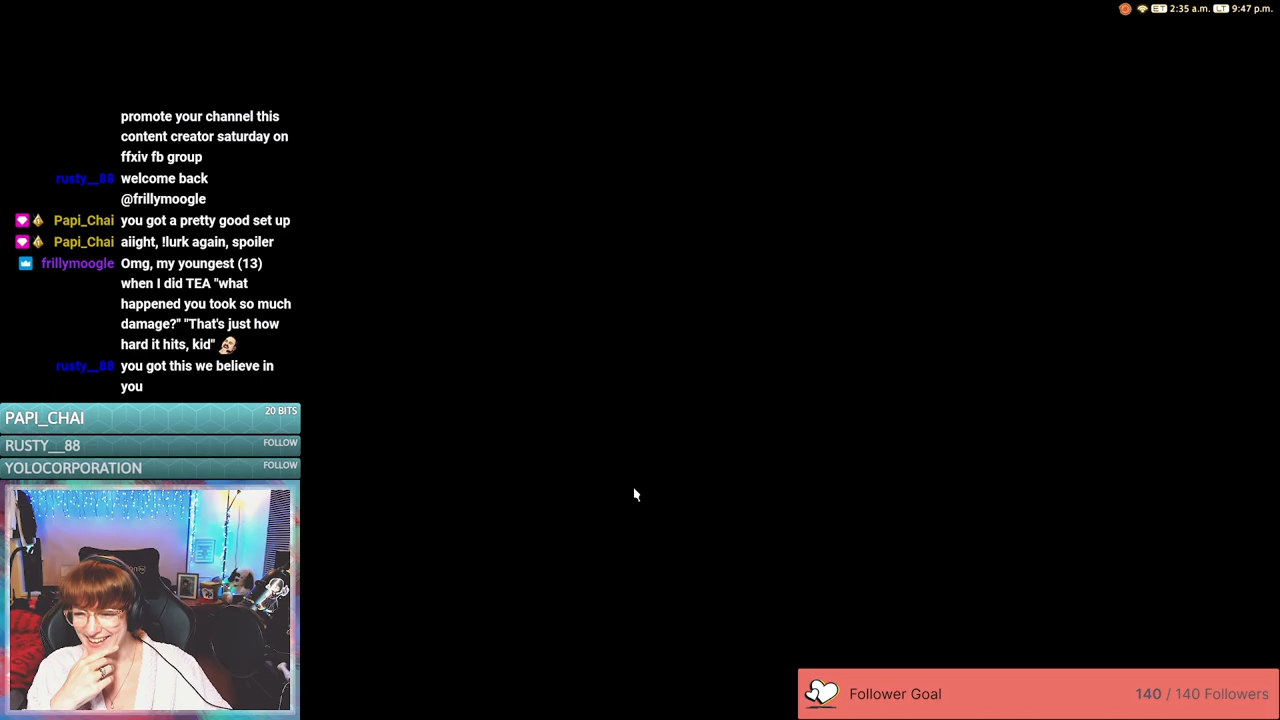 ET 2:35 a.m. LT 9:47 p.m.
promote your channel this
content creator saturday on
ffxiv fb group
rusty__88 welcome back
@frillymoogle
Papi_Chai you got a pretty good set up
Papi_Chai aiight, !lurk again, spoiler
frillymoogle Omg, my youngest (13)
when I did TEA "what
happened you took so much
damage?" "That's just how
hard it hits, kid"
rusty__88 you got this we believe in
you
PAPI_CHAI 20 BITS
RUSTY__88 FOLLOW
YOLOCORPORATION FOLLOW
Follower Goal 140 / 140 Followers